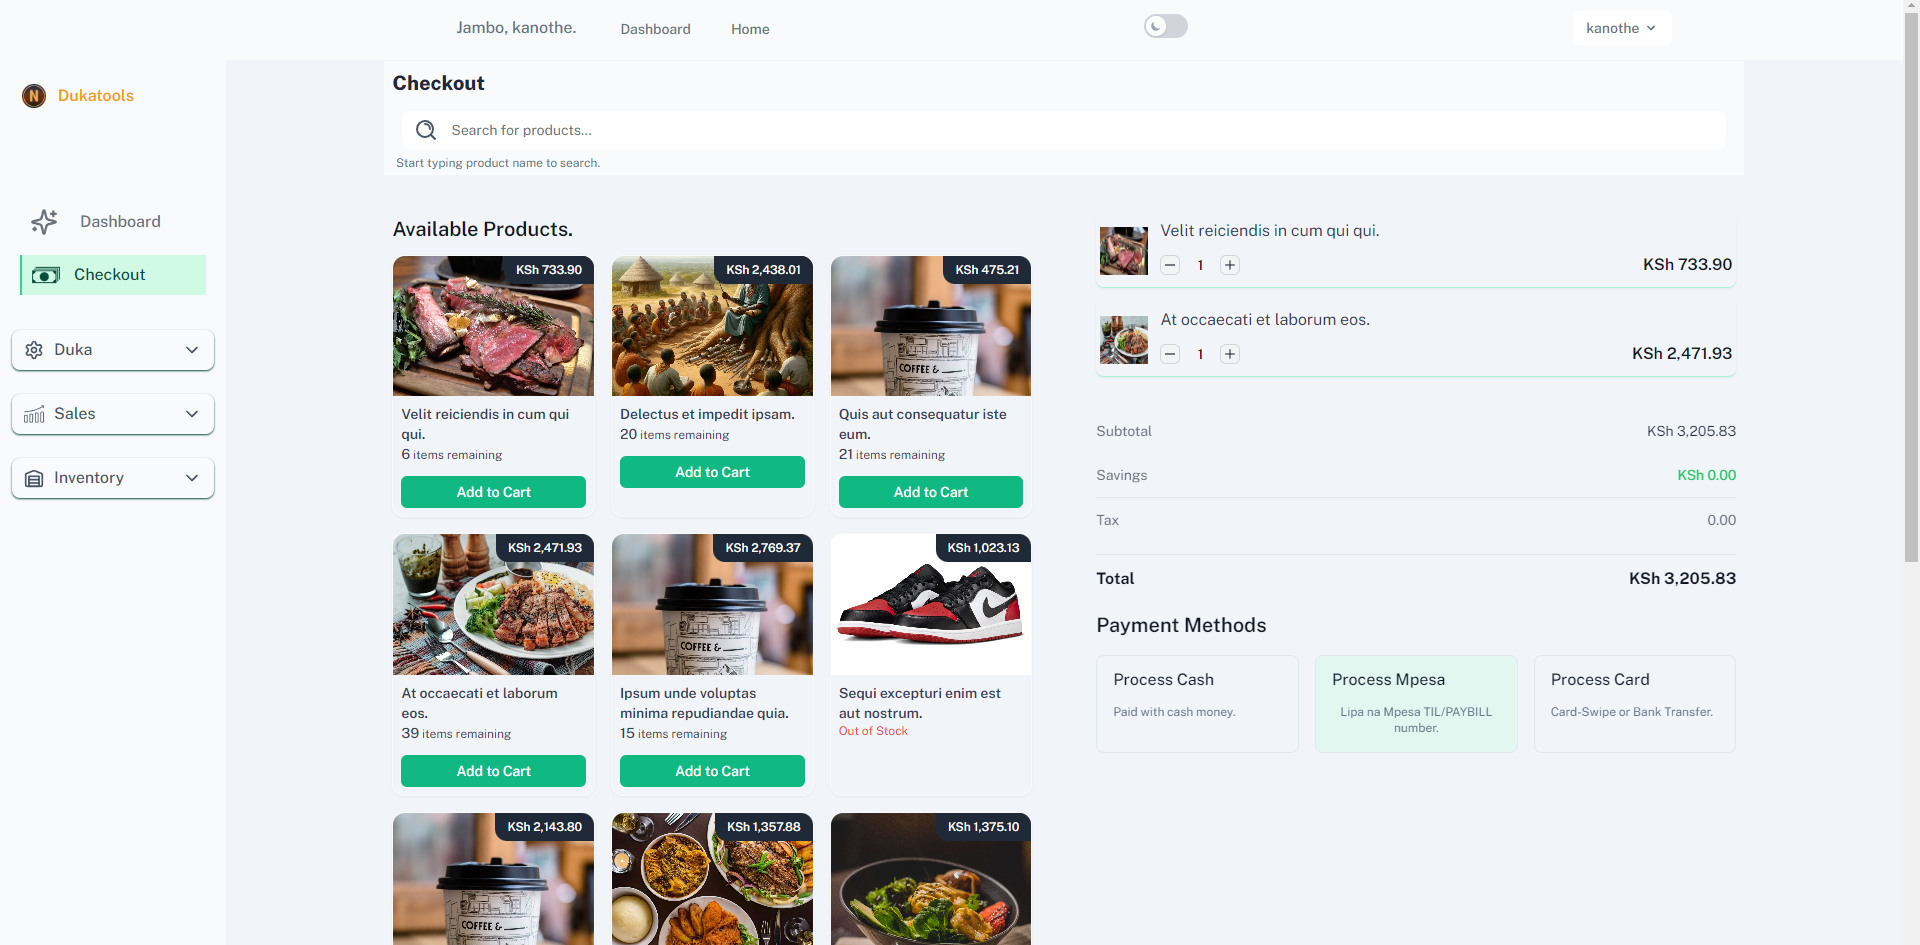 Jambo, kanothe.
Dashboard
Home
kanothe
N
Dukatools
Dashboard
Checkout
Duka
Sales
Inventory
Checkout
Search for products...
Start typing product name to search.
Available Products.
KSh 733.90
Velit reiciendis in cum qui
qui.
6 items remaining
Add to Cart
KSh 2,438.01
Delectus et impedit ipsam.
20 items remaining
Add to Cart
KSh 475.21
COFFEE &
Quis aut consequatur iste
eum.
21 items remaining
Add to Cart
KSh 2,471.93
At occaecati et laborum
eos.
39 items remaining
Add to Cart
KSh 2,769.37
COFFEE &
Ipsum unde voluptas
minima repudiandae quia.
15 items remaining
Add to Cart
KSh 1,023.13
Sequi excepturi enim est
aut nostrum.
Out of Stock
KSh 2,143.80
COFFEE &
KSh 1,357.88
KSh 1,375.10
Velit reiciendis in cum qui qui.
1
KSh 733.90
At occaecati et laborum eos.
1
KSh 2,471.93
Subtotal
KSh 3,205.83
Savings
KSh 0.00
Tax
0.00
Total
KSh 3,205.83
Payment Methods
Process Cash
Paid with cash money.
Process Mpesa
Lipa na Mpesa TIL/PAYBILL
number.
Process Card
Card-Swipe or Bank Transfer.